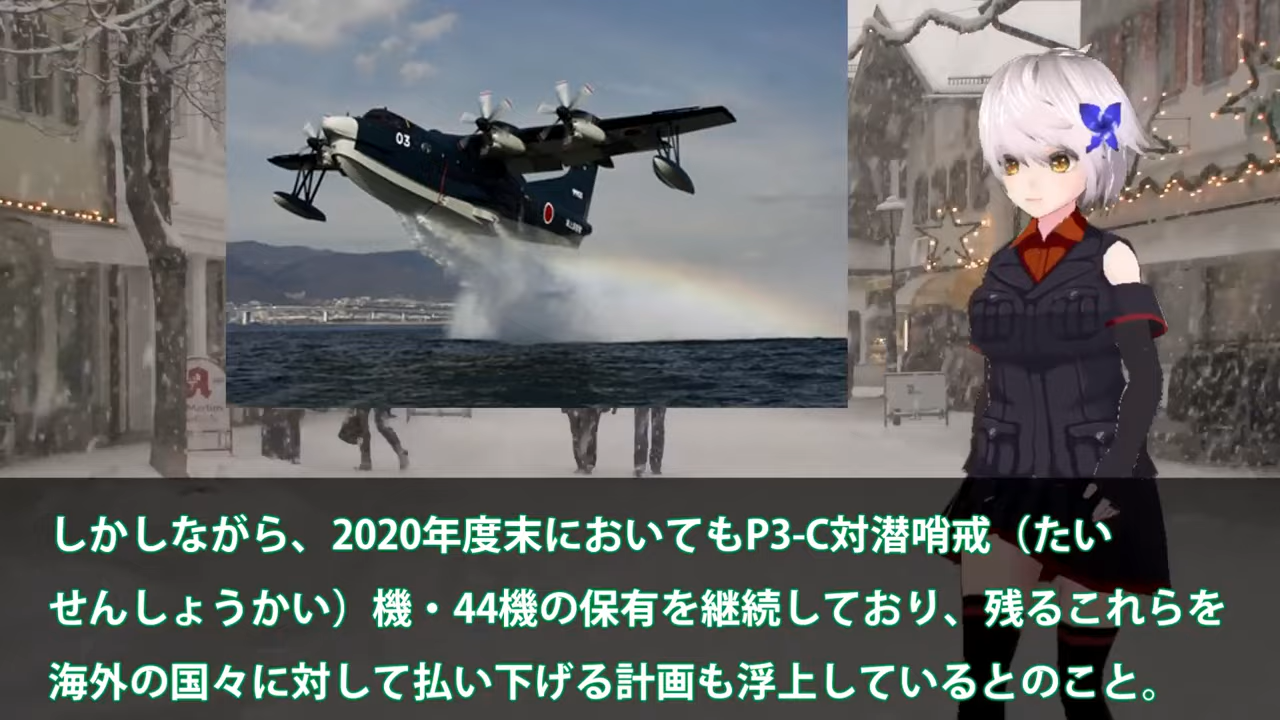 03
しかしながら、2020年度末においてもP3-C対潜哨戒（たい
せんしょうかい）機・44機の保有を継続しており、残るこれらを
海外の国々に対して払い下げる計画も浮上しているとのこと。